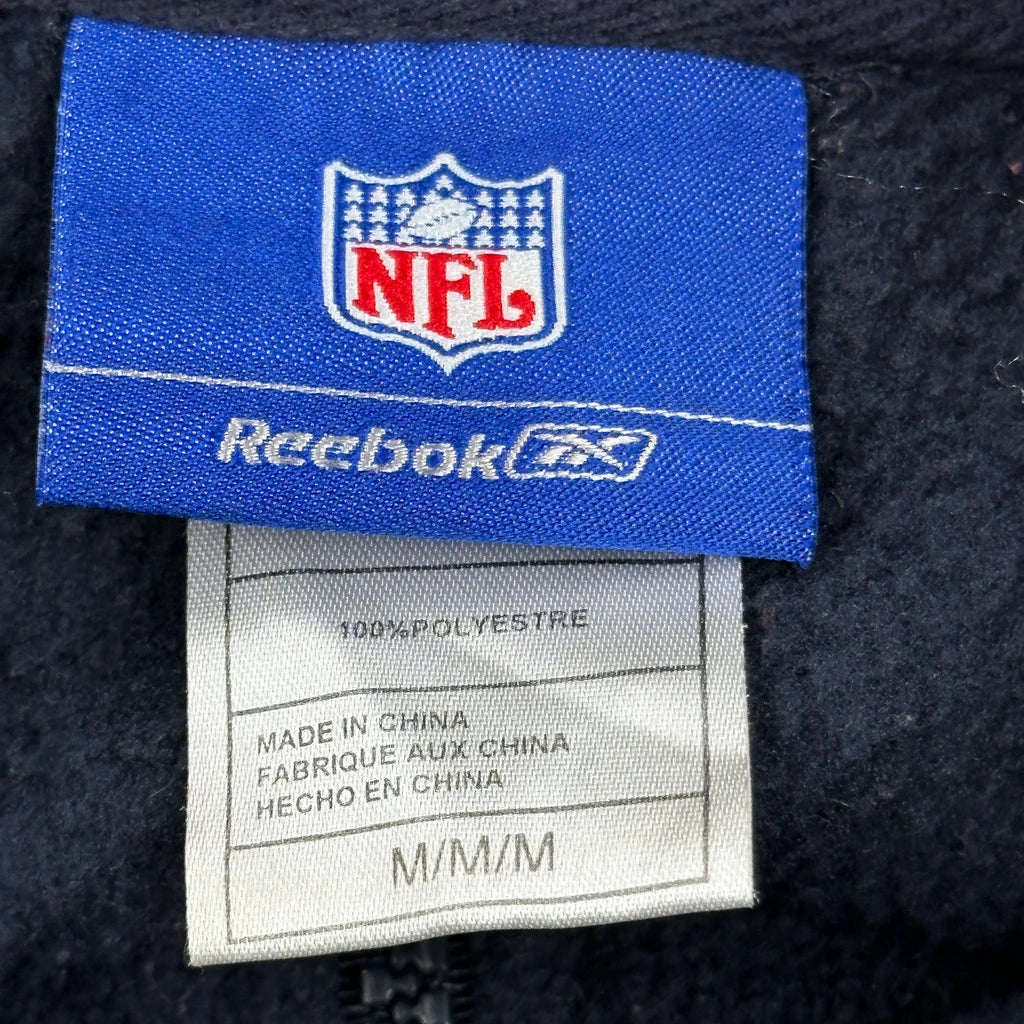 NFL
Reebok
100%POLYESTRE
MADE IN CHINA
FABRIQUE AUX CHINA
HECHO EN CHINA
M/M/M